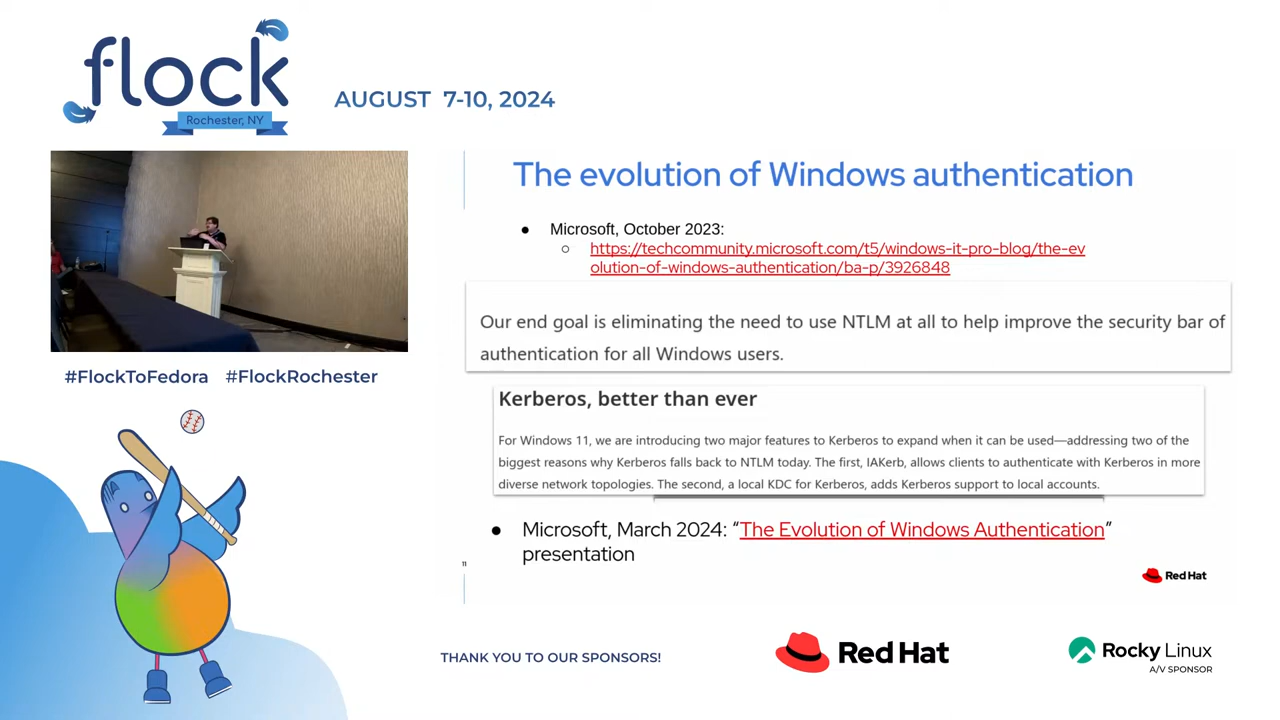 flock
Rochester, NY
AUGUST 7-10, 2024
The evolution of Windows authentication
● Microsoft, October 2023:
○ https://techcommunity.microsoft.com/t5/windows-it-pro-blog/the-ev
olution-of-windows-authentication/ba-p/3926848
Our end goal is eliminating the need to use NTLM at all to help improve the security bar of
authentication for all Windows users.
Kerberos, better than ever
For Windows 11, we are introducing two major features to Kerberos to expand when it can be used—addressing two of the
biggest reasons why Kerberos falls back to NTLM today. The first, IAKerb, allows clients to authenticate with Kerberos in more
diverse network topologies. The second, a local KDC for Kerberos, adds Kerberos support to local accounts.
● Microsoft, March 2024: “The Evolution of Windows Authentication”
presentation
11
Red Hat
#FlockToFedora #FlockRochester
THANK YOU TO OUR SPONSORS!
Red Hat
Rocky Linux
A/V SPONSOR